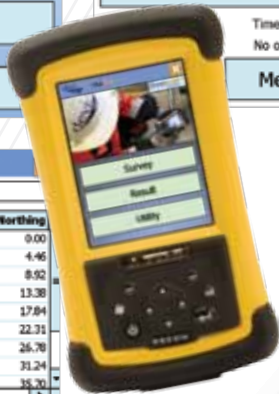 Time
No o
Me
Survey
Result
Utility
Northing
0.00
4.46
8.92
13.38
17.84
22.31
26.78
31.24
35.70